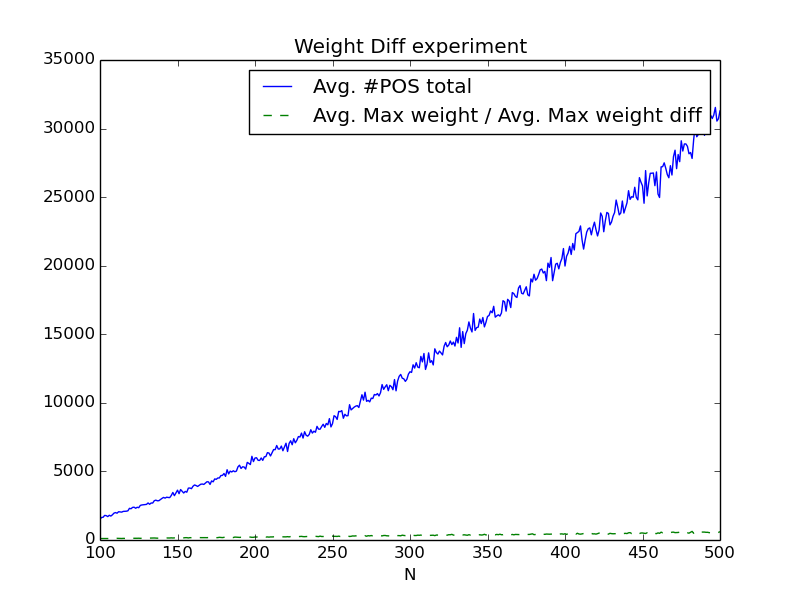 Weight Diff experiment
35000
30000
25000
20000
15000
10000
5000
0
Avg. #POS total
Avg. Max weight / Avg. Max weight diff
100 150 200 250 300 350 400 450 500
N